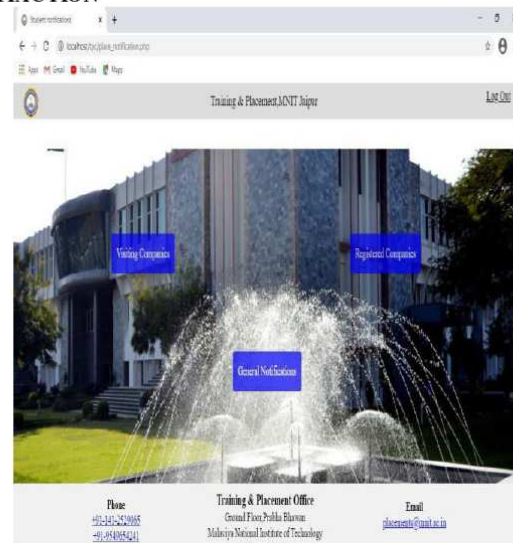 Student notifications
localhost/tpc/place_notification.php
Apps Gmail YouTube Maps
Training & Placement,MNIT Jaipur
Log Out
Visiting Companies
Registered Companies
General Notifications
Phone
Training & Placement Office
Email
Ground Floor,Prabha Bhawan
placements@mnit.ac.in
Malaviya National Institute of Technology